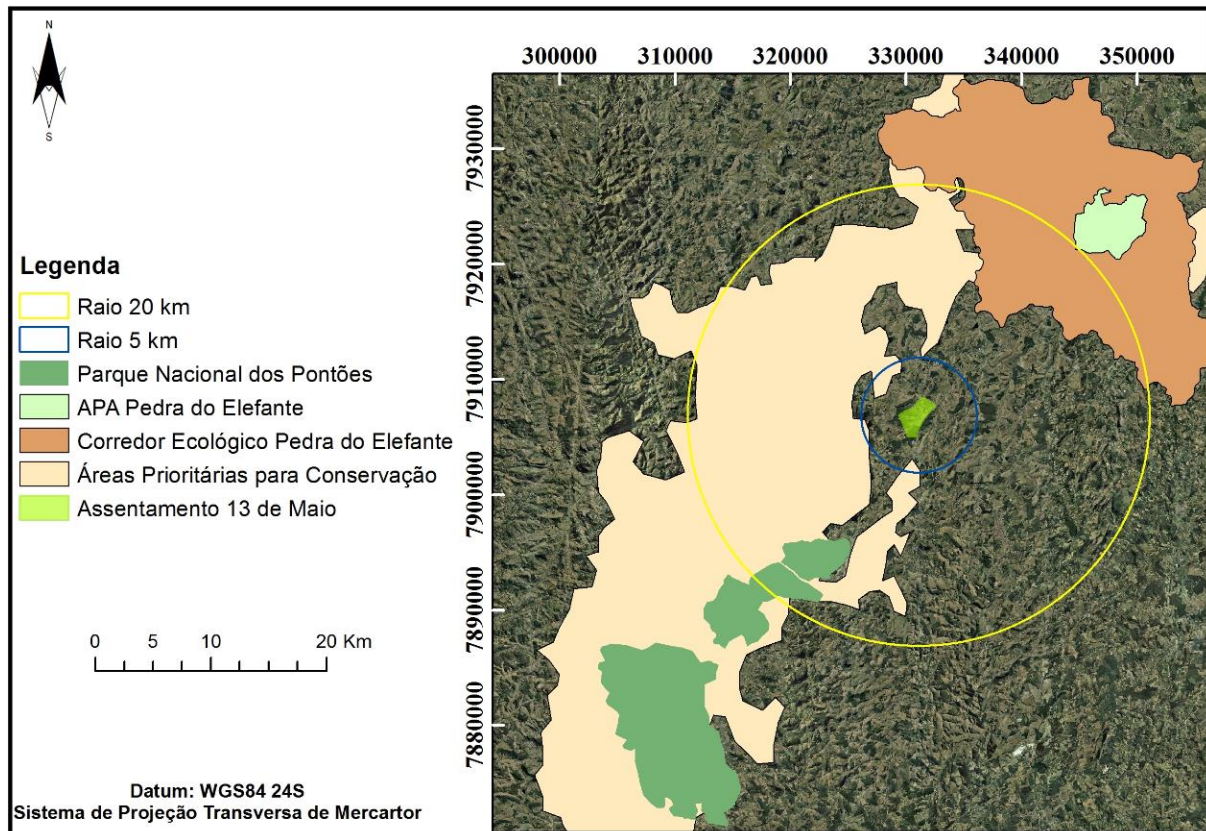 N
S
300000 310000 320000 330000 340000 350000
7930000
7920000
7910000
7900000
7890000
7880000
Legenda
Raio 20 km
Raio 5 km
Parque Nacional dos Pontões
APA Pedra do Elefante
Corredor Ecológico Pedra do Elefante
Áreas Prioritárias para Conservação
Assentamento 13 de Maio
0 5 10 20 Km
Datum: WGS84 24S
Sistema de Projeção Transversa de Mercartor